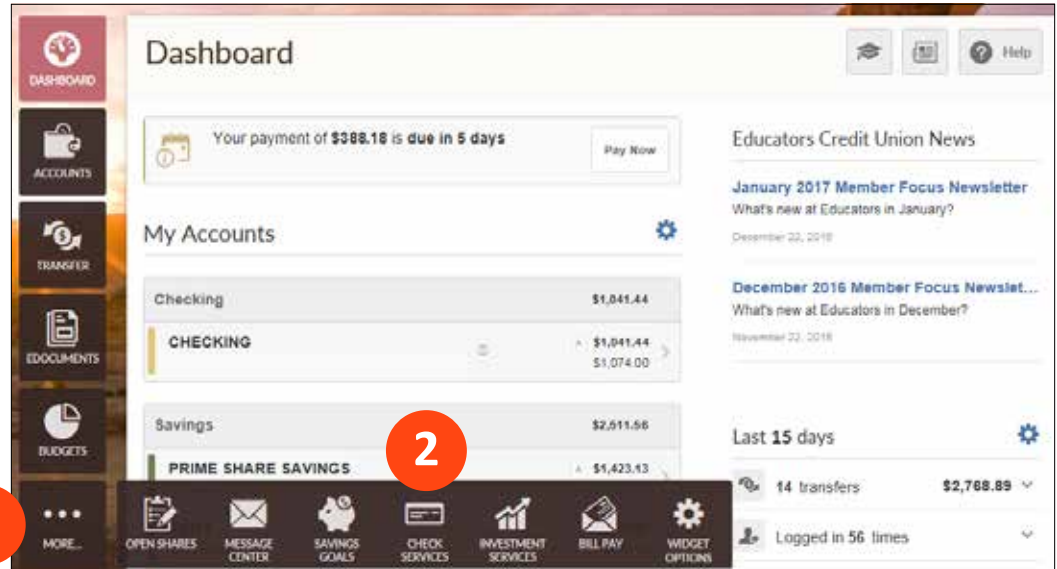 DASHBOARD
ACCOUNTS
TRANSFER
EDOCUMENTS
BUDGETS
MORE...
Dashboard
Help
Your payment of $388.18 is due in 5 days
Pay Now
My Accounts
Checking $1,041.44
CHECKING $1,041.44
$1,074.00
Savings $2,511.56
PRIME SHARE SAVINGS $1,423.13
2
OPEN SHARES
MESSAGE
CENTER
SAVINGS
GOALS
CHECK
SERVICES
INVESTMENT
SERVICES
BILL PAY
WIDGET
OPTIONS
Educators Credit Union News
January 2017 Member Focus Newsletter
What's new at Educators in January?
December 22, 2016
December 2016 Member Focus Newslet...
What's new at Educators in December?
November 22, 2016
Last 15 days
14 transfers $2,768.89
Logged in 56 times